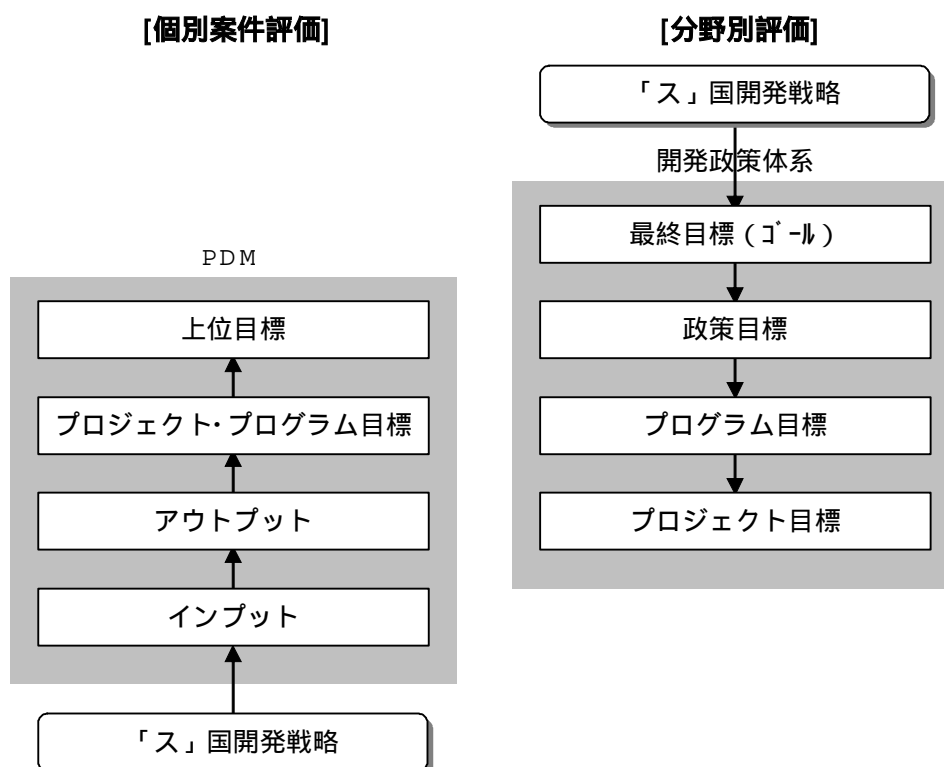 [個別案件評価]
PDM
上位目標
プロジェクト・プログラム目標
アウトプット
インプット
「ス」国開発戦略
[分野別評価]
「ス」国開発戦略
開発政策体系
最終目標(ｺﾞｰﾙ)
政策目標
プログラム目標
プロジェクト目標